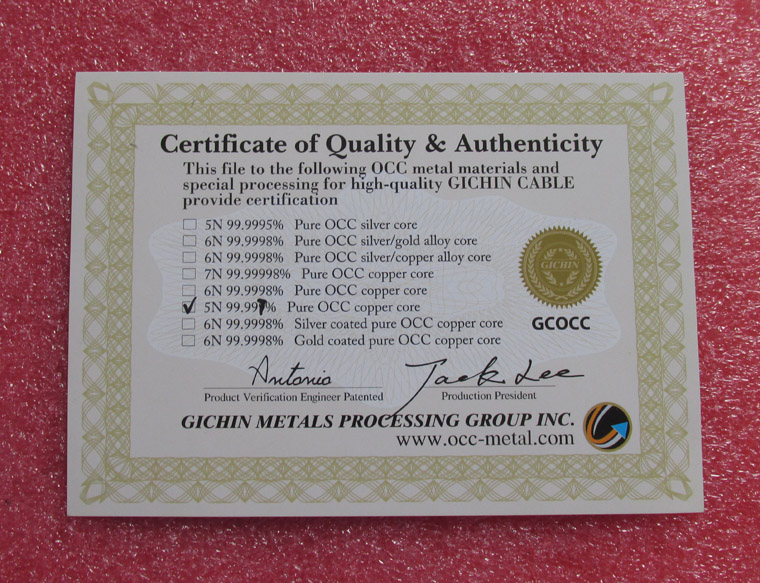 Certificate of Quality & Authenticity
This file to the following OCC metal materials and
special processing for high-quality GICHIN CABLE
provide certification
5N 99.9995% Pure OCC silver core
6N 99.9998% Pure OCC silver/gold alloy core
6N 99.9998% Pure OCC silver/copper alloy core
7N 99.99998% Pure OCC copper core
6N 99.9998% Pure OCC copper core
5N 99.997% Pure OCC copper core
6N 99.9998% Silver coated pure OCC copper core
6N 99.9998% Gold coated pure OCC copper core
GICHIN
GCOCC
Antonio Jack Lee
Product Verification Engineer Patented Production President
GICHIN METALS PROCESSING GROUP INC.
www.occ-metal.com